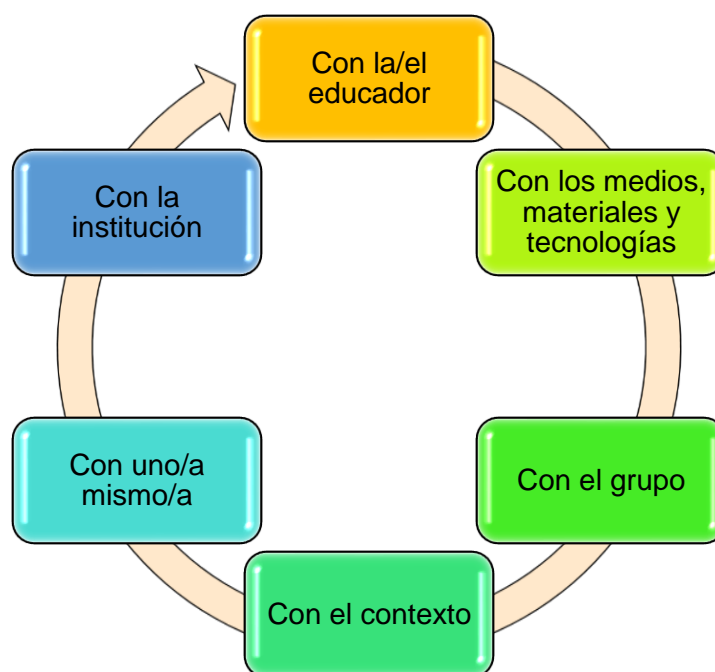 Con la/el
educador
Con los medios,
materiales y
tecnologías
Con el grupo
Con el contexto
Con uno/a
mismo/a
Con la
institución